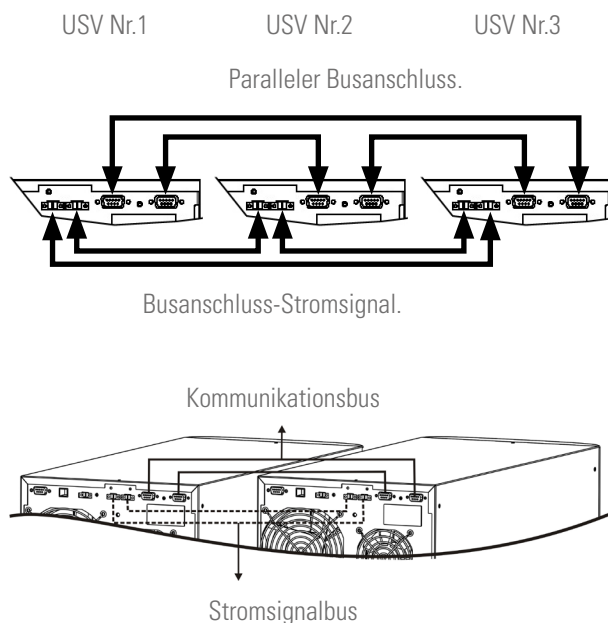 USV Nr.1 USV Nr.2 USV Nr.3
Paralleler Busanschluss.
Busanschluss-Stromsignal.
Kommunikationsbus
Stromsignalbus